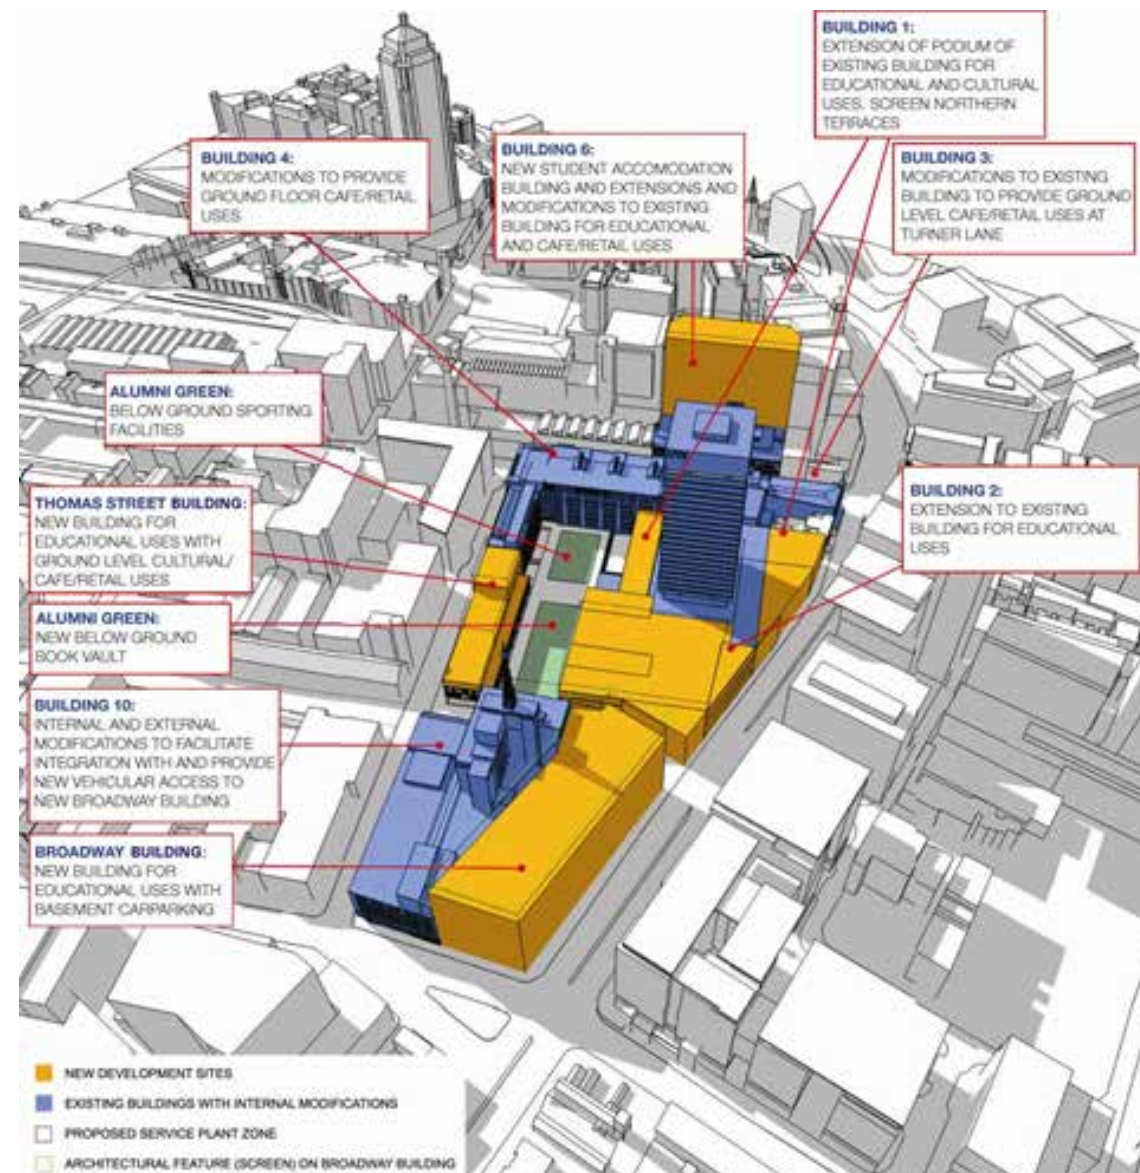 BUILDING 1:
EXTENSION OF PODIUM OF
EXISTING BUILDING FOR
EDUCATIONAL AND CULTURAL
USES. SCREEN NORTHERN
TERRACES
BUILDING 4:
MODIFICATIONS TO PROVIDE
GROUND FLOOR CAFE/RETAIL
USES
BUILDING 6:
NEW STUDENT ACCOMODATION
BUILDING AND EXTENSIONS AND
MODIFICATIONS TO EXISTING
BUILDING FOR EDUCATIONAL
AND CAFE/RETAIL USES
BUILDING 3:
MODIFICATIONS TO EXISTING
BUILDING TO PROVIDE GROUND
LEVEL CAFE/RETAIL USES AT
TURNER LANE
ALUMNI GREEN:
BELOW GROUND SPORTING
FACILITIES
BUILDING 2:
EXTENSION TO EXISTING
BUILDING FOR EDUCATIONAL
USES
THOMAS STREET BUILDING:
NEW BUILDING FOR
EDUCATIONAL USES WITH
GROUND LEVEL CULTURAL/
CAFE/RETAIL USES
ALUMNI GREEN:
NEW BELOW GROUND
BOOK VAULT
BUILDING 10:
INTERNAL AND EXTERNAL
MODIFICATIONS TO FACILITATE
INTEGRATION WITH AND PROVIDE
NEW VEHICULAR ACCESS TO
NEW BROADWAY BUILDING
BROADWAY BUILDING:
NEW BUILDING FOR
EDUCATIONAL USES WITH
BASEMENT CARPARKING
NEW DEVELOPMENT SITES
EXISTING BUILDINGS WITH INTERNAL MODIFICATIONS
PROPOSED SERVICE PLANT ZONE
ARCHITECTURAL FEATURE (SCREEN) ON BROADWAY BUILDING